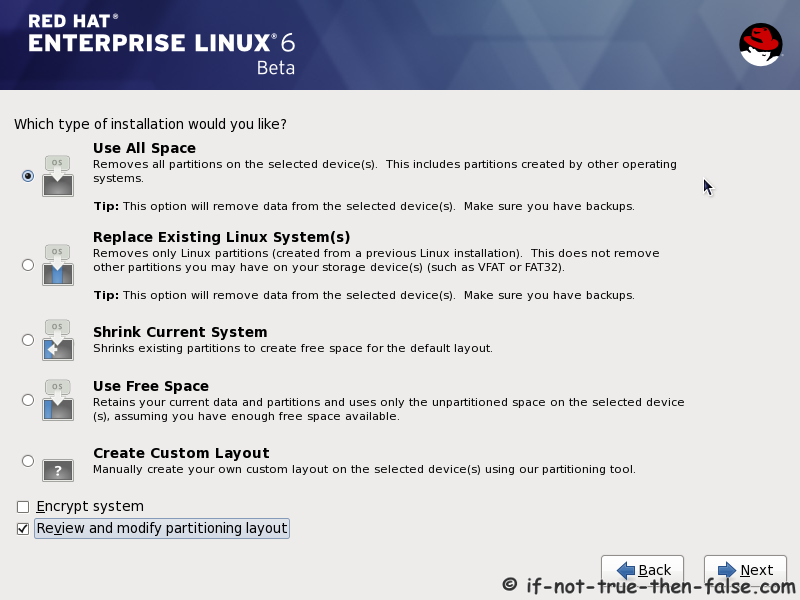 RED HAT®
ENTERPRISE LINUX® 6
Beta
Which type of installation would you like?
OS
Use All Space
Removes all partitions on the selected device(s).  This includes partitions created by other operating
systems.
Tip: This option will remove data from the selected device(s).  Make sure you have backups.
OS
Replace Existing Linux System(s)
Removes only Linux partitions (created from a previous Linux installation).  This does not remove
other partitions you may have on your storage device(s) (such as VFAT or FAT32).
Tip: This option will remove data from the selected device(s).  Make sure you have backups.
OS
Shrink Current System
Shrinks existing partitions to create free space for the default layout.
OS
Use Free Space
Retains your current data and partitions and uses only the unpartitioned space on the selected device
(s), assuming you have enough free space available.
?
Create Custom Layout
Manually create your own custom layout on the selected device(s) using our partitioning tool.
Encrypt system
Review and modify partitioning layout
Back
Next
© if-not-true-then-false.com